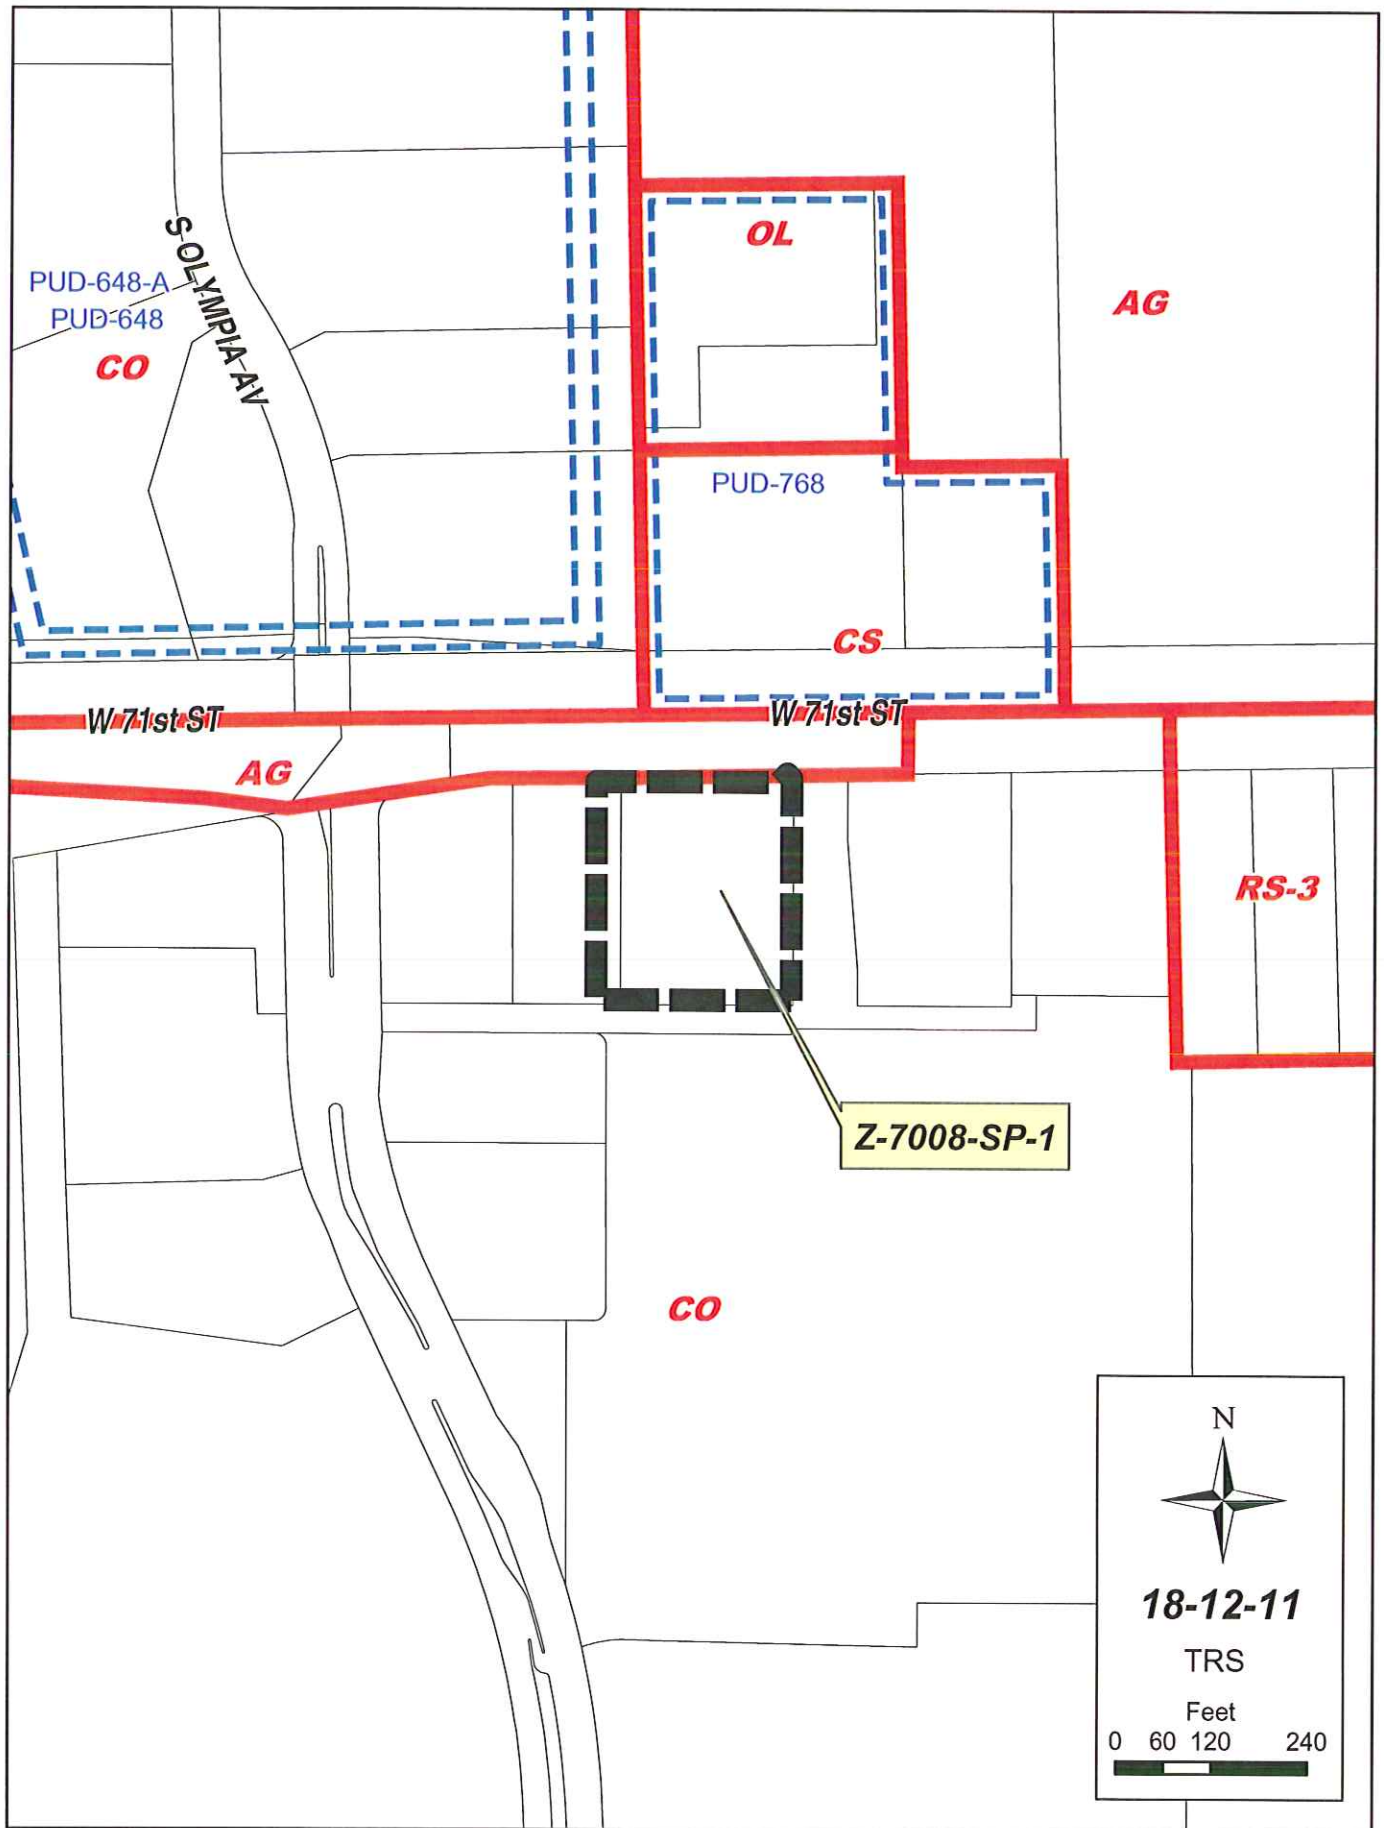 OL
S OLYMPIA AV
PUD-648-A
PUD-648
CO
AG
PUD-768
CS
W 71st ST
W 71st ST
AG
RS-3
Z-7008-SP-1
CO
N
18-12-11
TRS
Feet
0 60 120 240